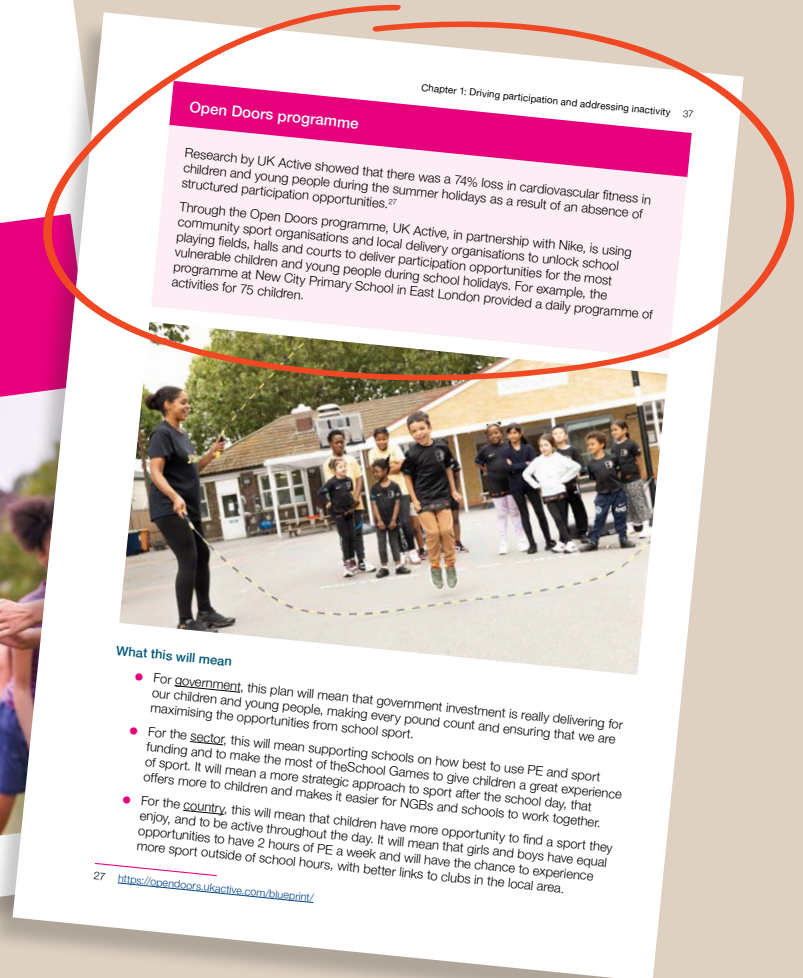 Chapter 1: Driving participation and addressing inactivity 37
Open Doors programme
Research by UK Active showed that there was a 74% loss in cardiovascular fitness in
children and young people during the summer holidays as a result of an absence of
structured participation opportunities.27
Through the Open Doors programme, UK Active, in partnership with Nike, is using
community sport organisations and local delivery organisations to unlock school
playing fields, halls and courts to deliver participation opportunities for the most
vulnerable children and young people during school holidays. For example, the
programme at New City Primary School in East London provided a daily programme of
activities for 75 children.
What this will mean
● For government, this plan will mean that government investment is really delivering for
our children and young people, making every pound count and ensuring that we are
maximising the opportunities from school sport.
● For the sector, this will mean supporting schools on how best to use PE and sport
funding and to make the most of theSchool Games to give children a great experience
of sport. It will mean a more strategic approach to sport after the school day, that
offers more to children and makes it easier for NGBs and schools to work together.
● For the country, this will mean that children have more opportunity to find a sport they
enjoy, and to be active throughout the day. It will mean that girls and boys have equal
opportunities to have 2 hours of PE a week and will have the chance to experience
more sport outside of school hours, with better links to clubs in the local area.
27 https://opendoors.ukactive.com/blueprint/